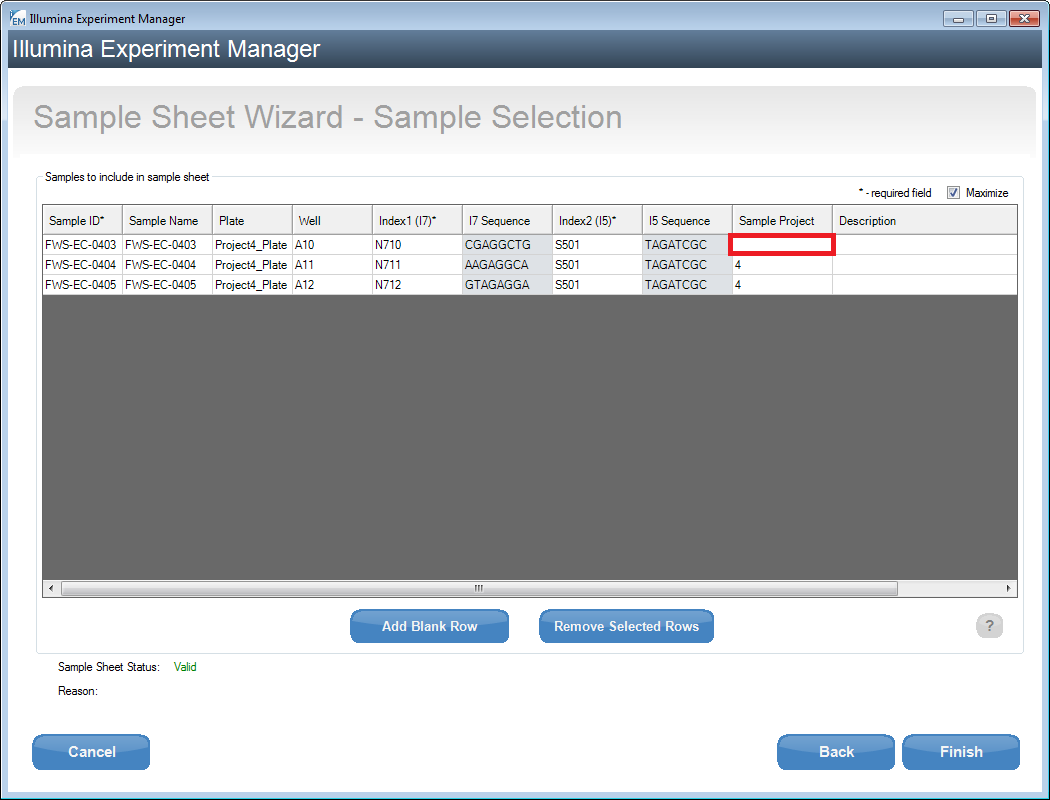 EM Illumina Experiment Manager
Illumina Experiment Manager
Sample Sheet Wizard - Sample Selection
Samples to include in sample sheet
* - required field Maximize
Sample ID* Sample Name Plate Well Index1 (I7)* I7 Sequence Index2 (I5)* I5 Sequence Sample Project Description
FWS-EC-0403 FWS-EC-0403 Project4_Plate A10 N710 CGAGGCTG S501 TAGATCGC
FWS-EC-0404 FWS-EC-0404 Project4_Plate A11 N711 AAGAGGCA S501 TAGATCGC 4
FWS-EC-0405 FWS-EC-0405 Project4_Plate A12 N712 GTAGAGGA S501 TAGATCGC 4
Add Blank Row Remove Selected Rows ?
Sample Sheet Status: Valid
Reason:
Cancel Back Finish